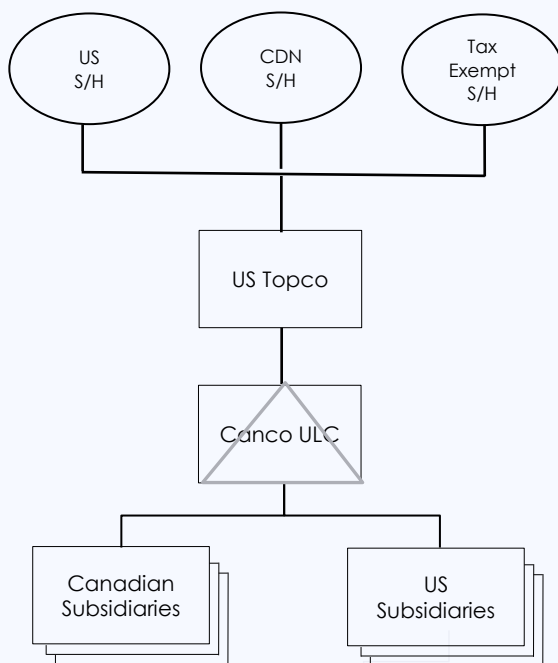 US
S/H
CDN
S/H
Tax
Exempt
S/H
US Topco
Canco ULC
Canadian
Subsidiaries
US
Subsidiaries